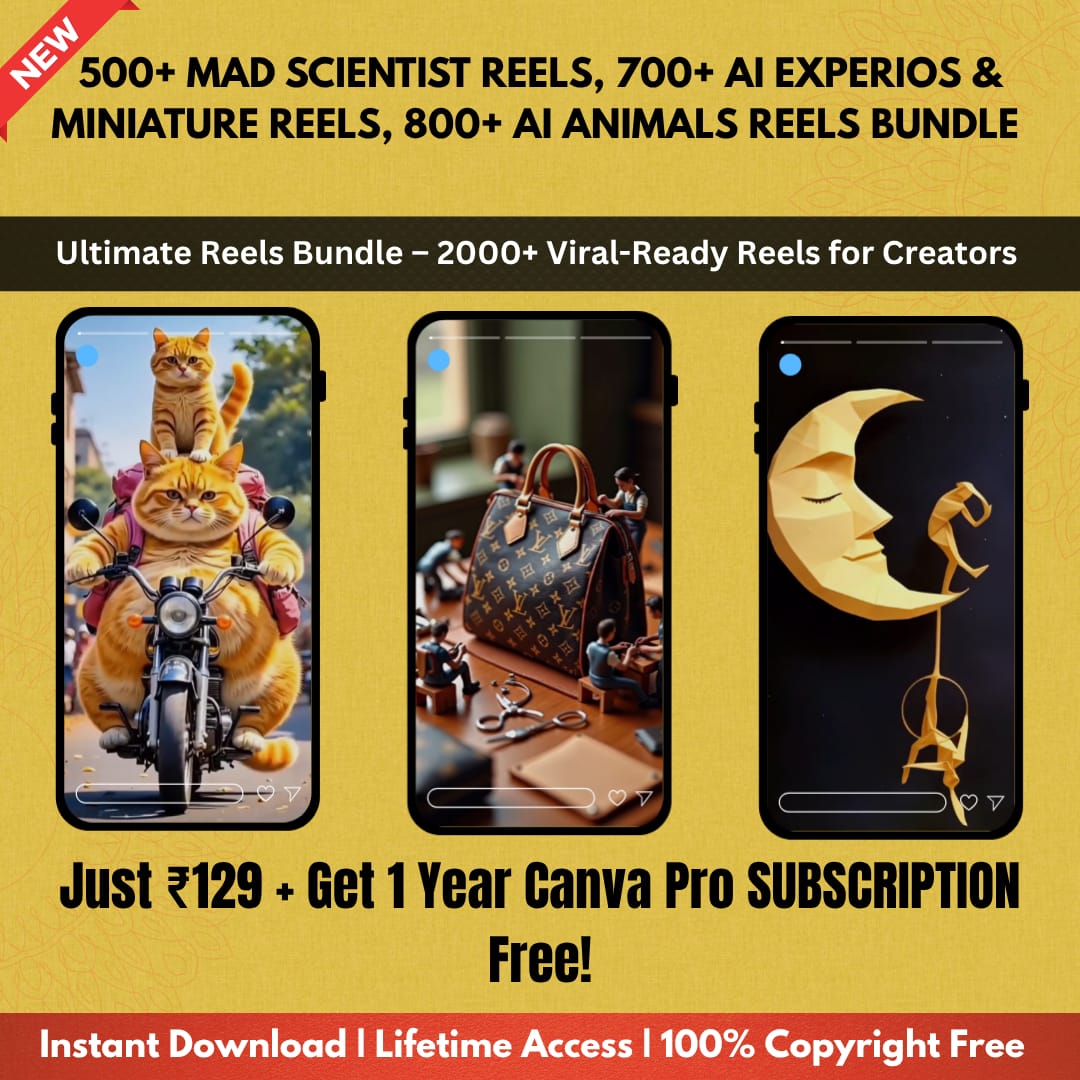 NEW
500+ MAD SCIENTIST REELS, 700+ AI EXPERIOS &
MINIATURE REELS, 800+ AI ANIMALS REELS BUNDLE
Ultimate Reels Bundle – 2000+ Viral-Ready Reels for Creators
Just ₹129 + Get 1 Year Canva Pro SUBSCRIPTION
Free!
Instant Download | Lifetime Access | 100% Copyright Free